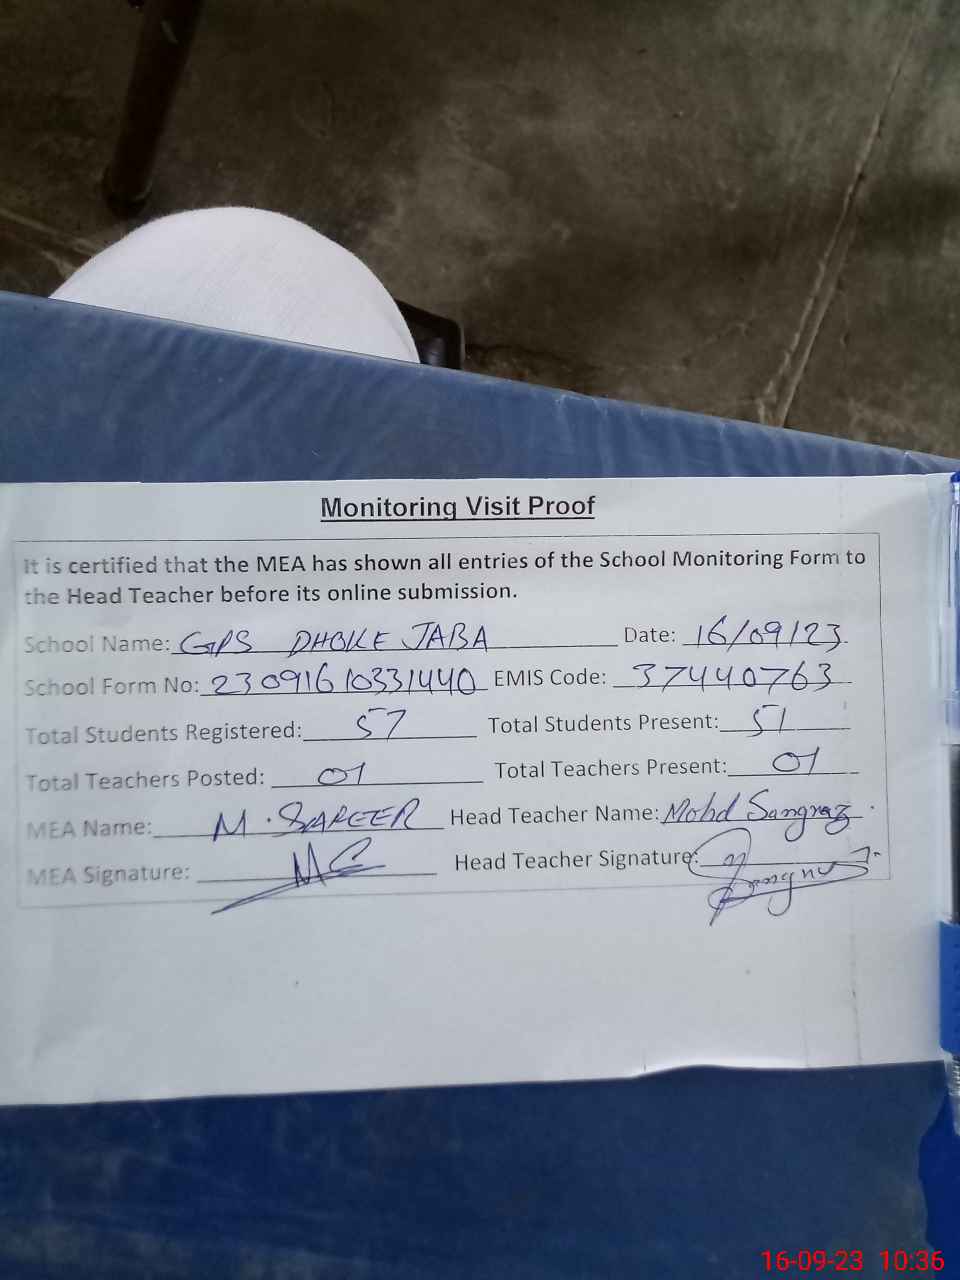 Monitoring Visit Proof
It is certified that the MEA has shown all entries of the School Monitoring Form to
the Head Teacher before its online submission.
School Name: GPS DHOKE JABA Date: 16/09/23.
School Form No: 23091610331440 EMIS Code: 37440763
Total Students Registered: 57 Total Students Present: 51
Total Teachers Posted: 01 Total Teachers Present: 01
MEA Name: M. Head Teacher Name: Mohd Sangraz.
MEA Signature: Head Teacher Signature:
16-09-23 10:36